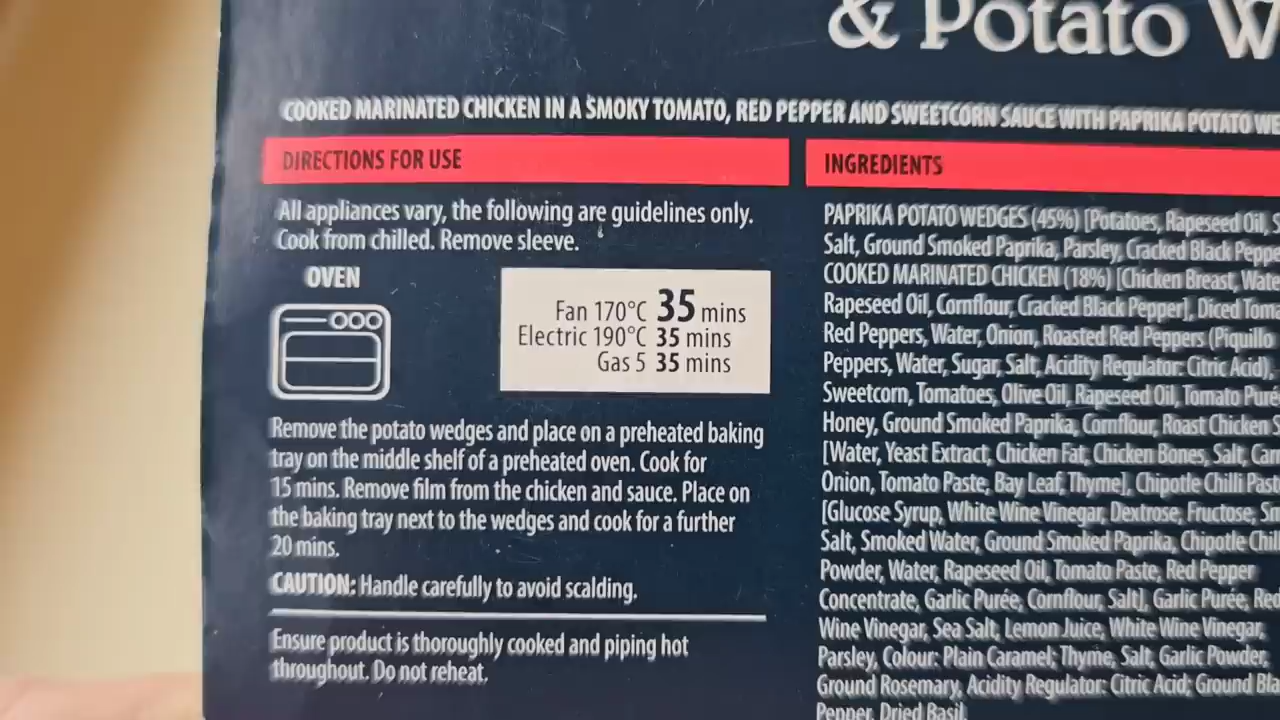 & Potato W
COOKED MARINATED CHICKEN IN A SMOKY TOMATO, RED PEPPER AND SWEETCORN SAUCE WITH PAPRIKA POTATO WE
DIRECTIONS FOR USE
All appliances vary, the following are guidelines only.
Cook from chilled. Remove sleeve.
OVEN
Fan 170°C 35 mins
Electric 190°C 35 mins
Gas 5 35 mins
Remove the potato wedges and place on a preheated baking
tray on the middle shelf of a preheated oven. Cook for
15 mins. Remove film from the chicken and sauce. Place on
the baking tray next to the wedges and cook for a further
20 mins.
CAUTION: Handle carefully to avoid scalding.
Ensure product is thoroughly cooked and piping hot
throughout. Do not reheat.
INGREDIENTS
PAPRIKA POTATO WEDGES (45%) [Potatoes, Rapeseed Oil, S
Salt, Ground Smoked Paprika, Parsley, Cracked Black Peppe
COOKED MARINATED CHICKEN (18%) [Chicken Breast, Wate
Rapeseed Oil, Cornflour, Cracked Black Pepper], Diced Toma
Red Peppers, Water, Onion, Roasted Red Peppers (Piquillo
Peppers, Water, Sugar, Salt, Acidity Regulator: Citric Acid),
Sweetcorn, Tomatoes, Olive Oil, Rapeseed Oil, Tomato Puré
Honey, Ground Smoked Paprika, Cornflour, Roast Chicken S
[Water, Yeast Extract, Chicken Fat, Chicken Bones, Salt, Carr
Onion, Tomato Paste, Bay Leaf, Thyme], Chipotle Chilli Past
[Glucose Syrup, White Wine Vinegar, Dextrose, Fructose, Sm
Salt, Smoked Water, Ground Smoked Paprika, Chipotle Chil
Powder, Water, Rapeseed Oil, Tomato Paste, Red Pepper
Concentrate, Garlic Purée, Cornflour, Salt], Garlic Purée, Red
Wine Vinegar, Sea Salt, Lemon Juice, White Wine Vinegar,
Parsley, Colour: Plain Caramel; Thyme, Salt, Garlic Powder,
Ground Rosemary, Acidity Regulator: Citric Acid; Ground Bla
Pepper, Dried Basil.